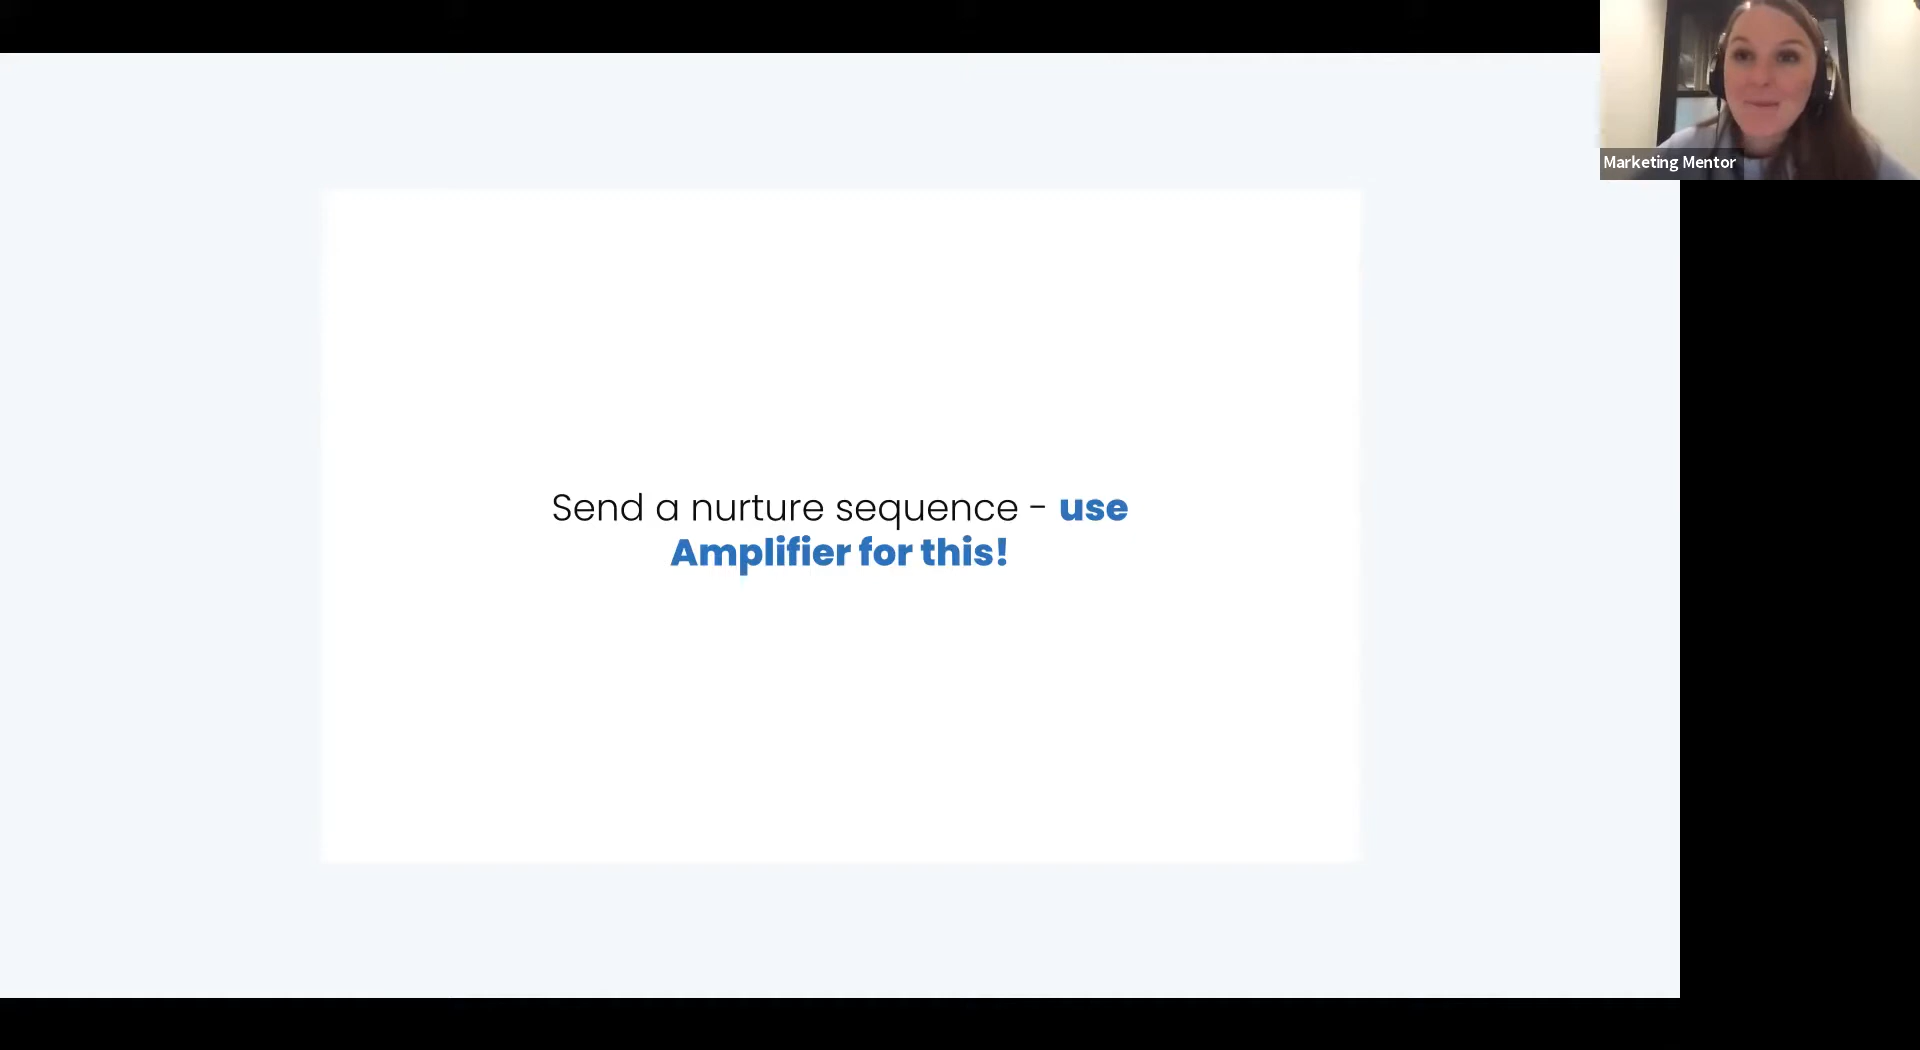 Marketing Mentor
Send a nurture sequence - use
Amplifier for this!